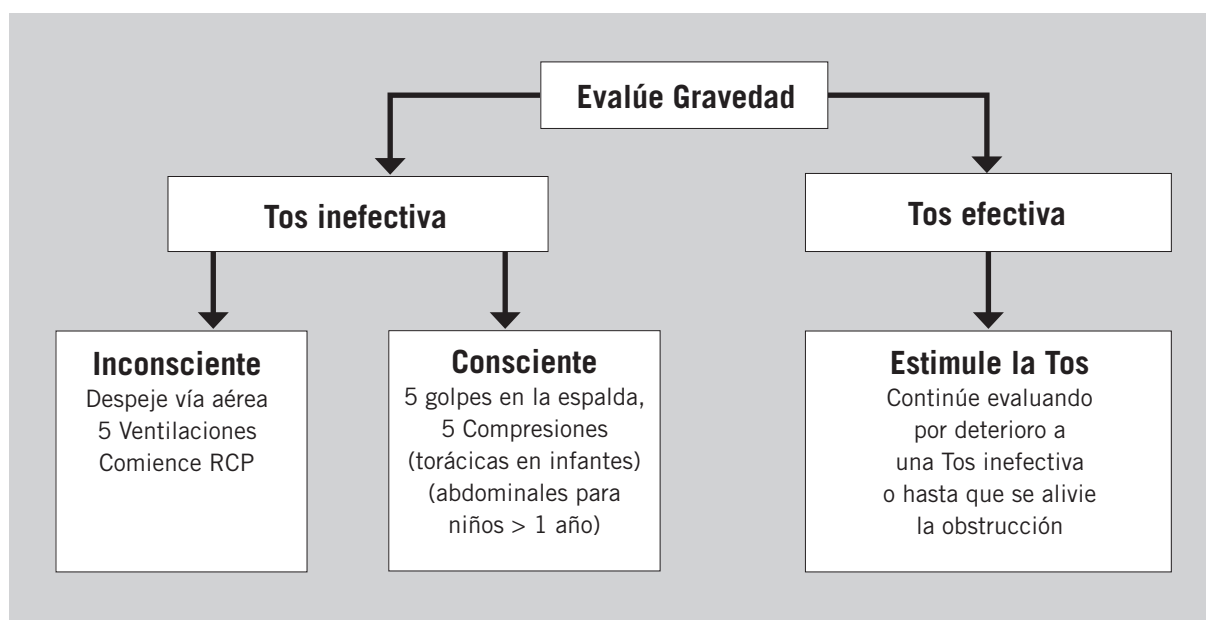 Evalúe Gravedad
Tos inefectiva
Tos efectiva
Inconsciente
Despeje vía aérea
5 Ventilaciones
Comience RCP
Consciente
5 golpes en la espalda,
5 Compresiones
(torácicas en infantes)
(abdominales para
niños > 1 año)
Estimule la Tos
Continúe evaluando
por deterioro a
una Tos inefectiva
o hasta que se alivie
la obstrucción